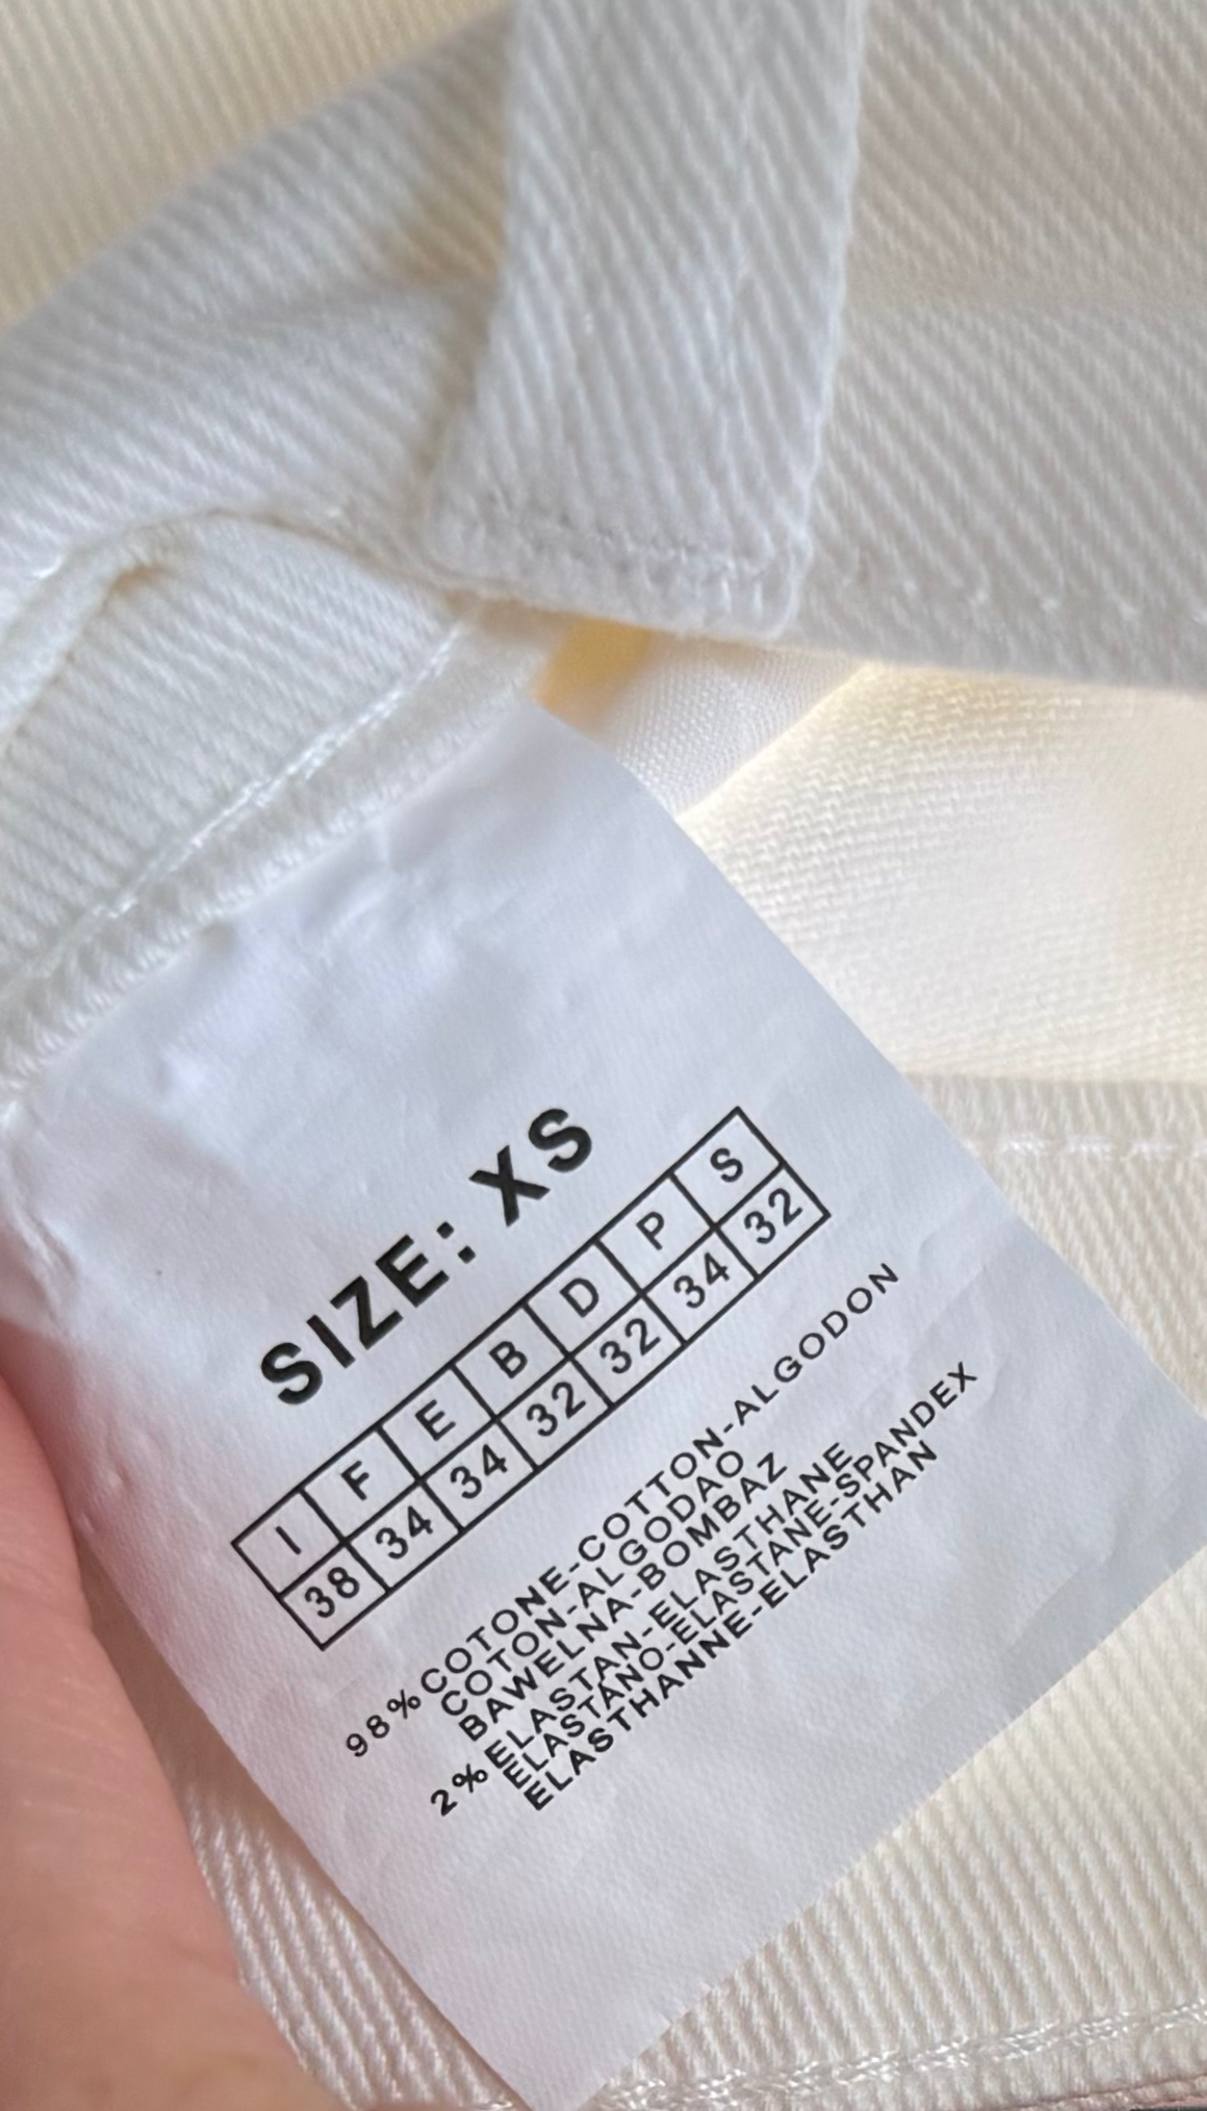 SIZE: XS
I F E B D P S
38 34 34 32 32 34 32
98% COTONE-COTTON-ALGODON
COTON-ALGODAO
BAWELNA-BOMBAZ
2% ELASTAN-ELASTHANE
ELASTANO-ELASTANE-SPANDEX
ELASTHANNE-ELASTHAN